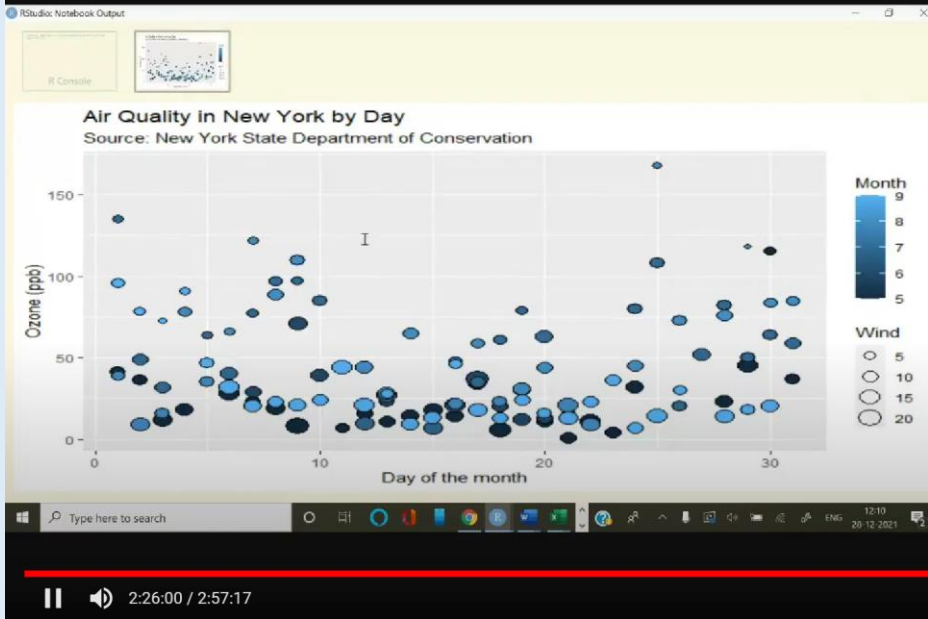 RStudio: Notebook Output
R Console
Air Quality in New York by Day
Source: New York State Department of Conservation
150
100
50
0
Ozone (ppb)
0 10 20 30
Day of the month
Month
9
8
7
6
5
Wind
5
10
15
20
Type here to search
ENG
12:10
28-12-2021
2
2:26:00 / 2:57:17